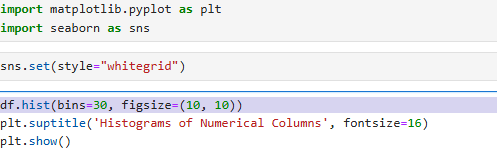 import matplotlib.pyplot as plt
import seaborn as sns
sns.set(style="whitegrid")
df.hist(bins=30, figsize=(10, 10))
plt.suptitle('Histograms of Numerical Columns', fontsize=16)
plt.show()